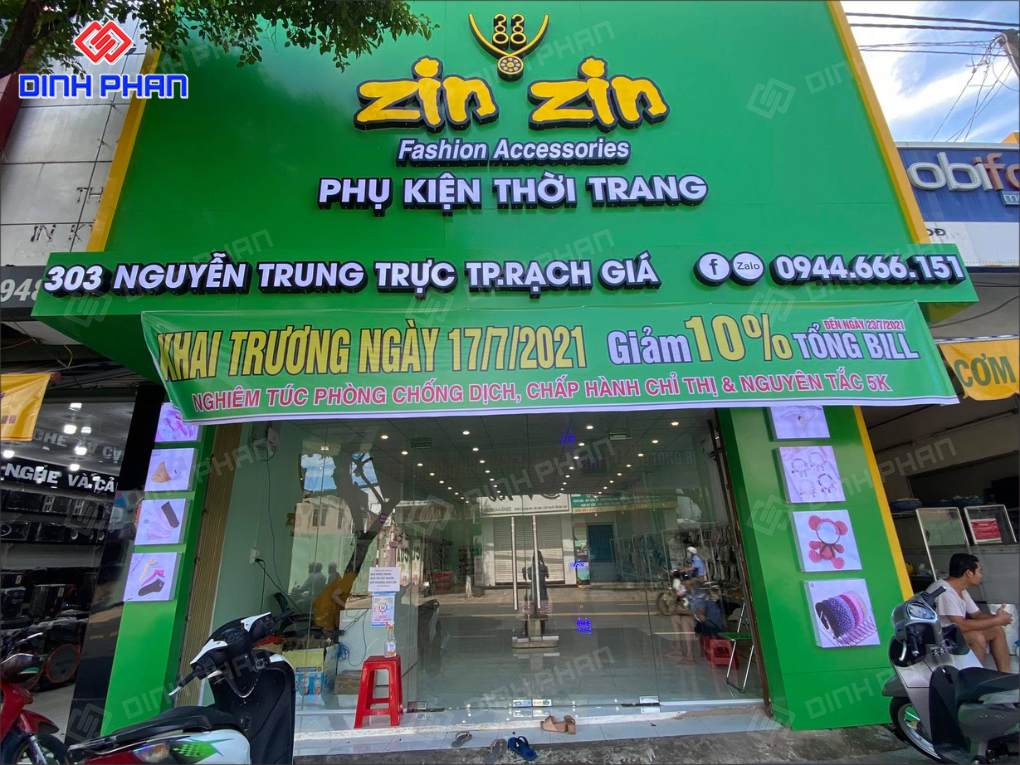 DINH PHAN
zin zin
Fashion Accessories
PHỤ KIỆN THỜI TRANG
303 NGUYỄN TRUNG TRỰC TP.RẠCH GIÁ
f Zalo 0944.666.151
KHAI TRƯƠNG NGÀY 17/7/2021 Giảm 10% TỔNG BILL
ĐẾN NGÀY 23/7/2021
NGHIÊM TÚC PHÒNG CHỐNG DỊCH, CHẤP HÀNH CHỈ THỊ & NGUYÊN TẮC 5K
obifo
948
CƠM
NGHE VÀ CẢ